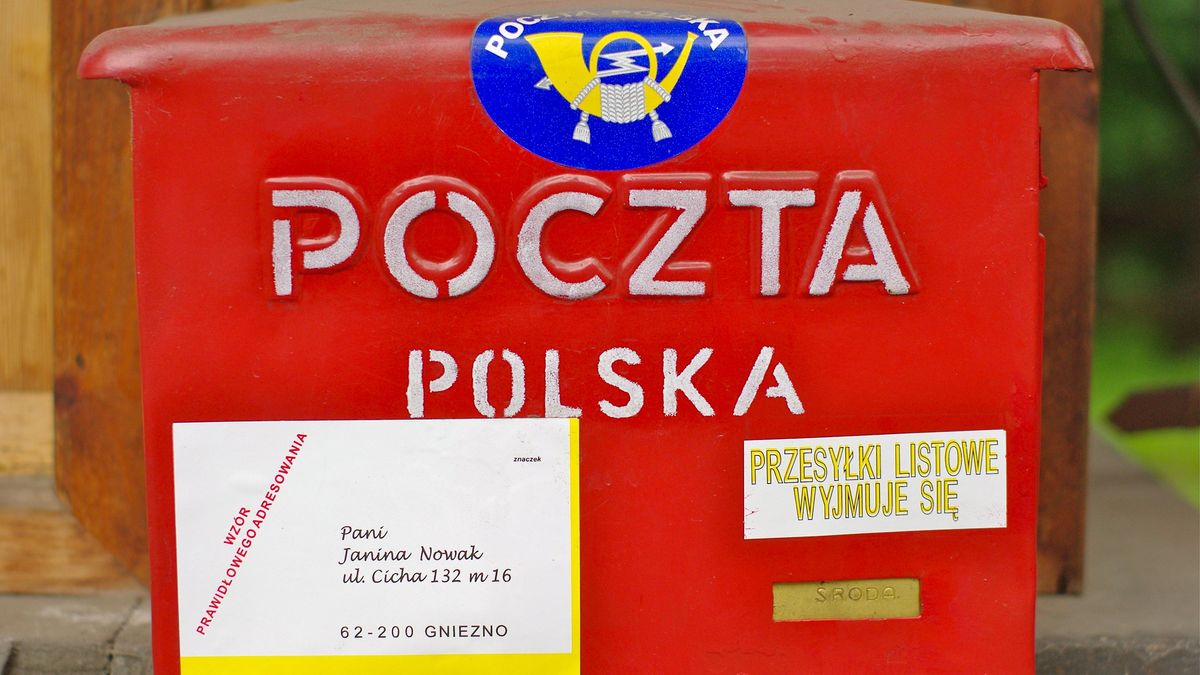 POCZTA POLSKA
POCZTA
POLSKA
WZÓR
PRAWIDŁOWEGO ADRESOWANIA
znaczek
Pani
Janina Nowak
ul. Cicha 132 m 16
62-200 GNIEZNO
PRZESYŁKI LISTOWE
WYJMUJE SIĘ
ŚRODA